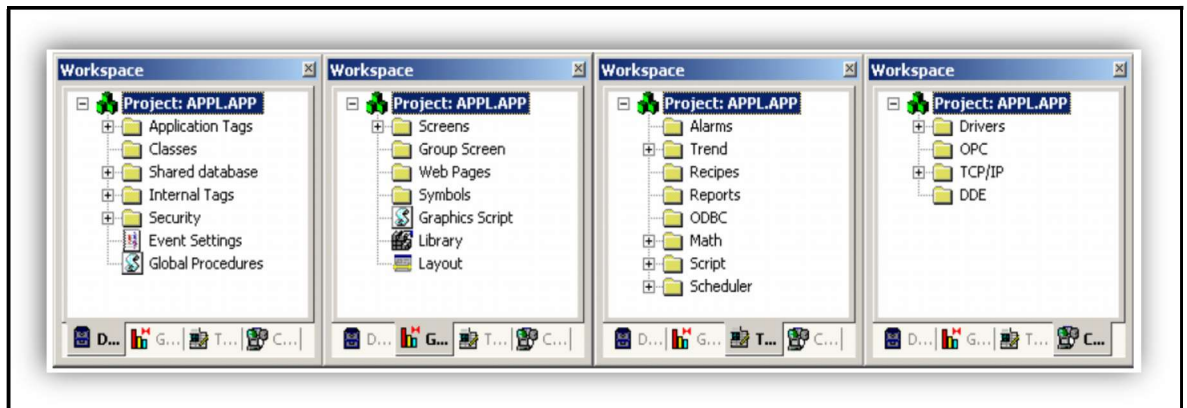 Workspace
Project: APPL.APP
Application Tags
Classes
Shared database
Internal Tags
Security
Event Settings
Global Procedures
D... G... T... C...
Workspace
Project: APPL.APP
Screens
Group Screen
Web Pages
Symbols
Graphics Script
Library
Layout
D... G... T... C...
Workspace
Project: APPL.APP
Alarms
Trend
Recipes
Reports
ODBC
Math
Script
Scheduler
D... G... T... C...
Workspace
Project: APPL.APP
Drivers
OPC
TCP/IP
DDE
D... G... T... C...